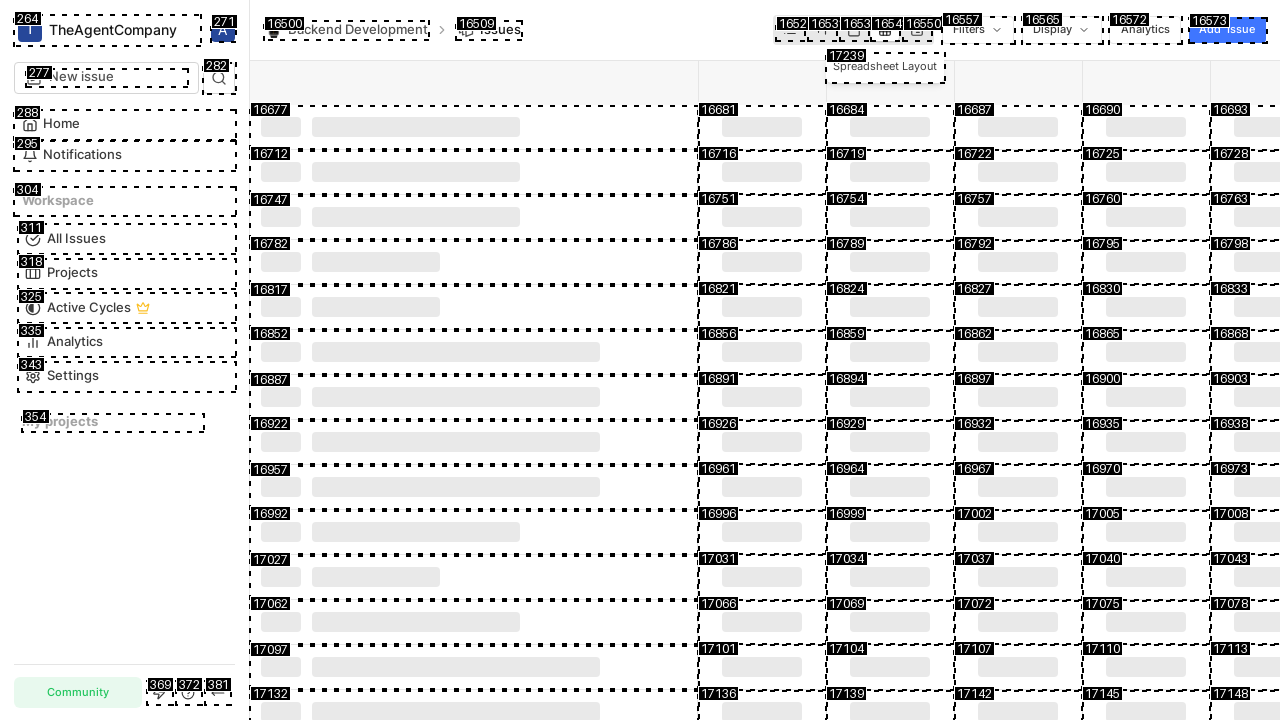 264
T TheAgentCompany
271
A
277
New issue
282
288
Home
295
Notifications
304
Workspace
311
All Issues
318
Projects
325
Active Cycles
335
Analytics
343
Settings
354
My projects
Community
369
372
381
16500
Backend Development
16509
Issues
1652
1653
1653
1654
16550
16557
Filters
16565
Display
16572
Analytics
16573
Add Issue
17239
Spreadsheet Layout
16677 16681 16684 16687 16690 16693
16712 16716 16719 16722 16725 16728
16747 16751 16754 16757 16760 16763
16782 16786 16789 16792 16795 16798
16817 16821 16824 16827 16830 16833
16852 16856 16859 16862 16865 16868
16887 16891 16894 16897 16900 16903
16922 16926 16929 16932 16935 16938
16957 16961 16964 16967 16970 16973
16992 16996 16999 17002 17005 17008
17027 17031 17034 17037 17040 17043
17062 17066 17069 17072 17075 17078
17097 17101 17104 17107 17110 17113
17132 17136 17139 17142 17145 17148